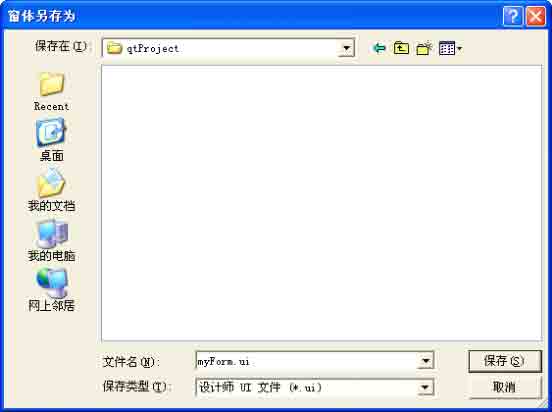 窗体另存为
保存在(I):
qtProject
Recent
桌面
我的文档
我的电脑
网上邻居
文件名(N):
myForm.ui
保存(S)
保存类型(T):
设计师 UI 文件 (*.ui)
取消